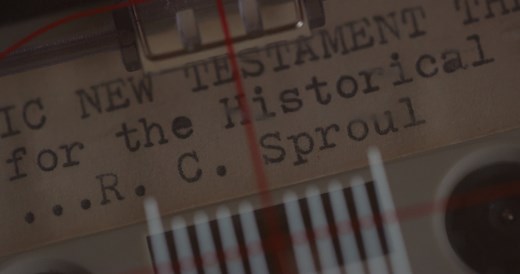 IC NEW TESTAMENT
for the Historical
...R. C. Sproul